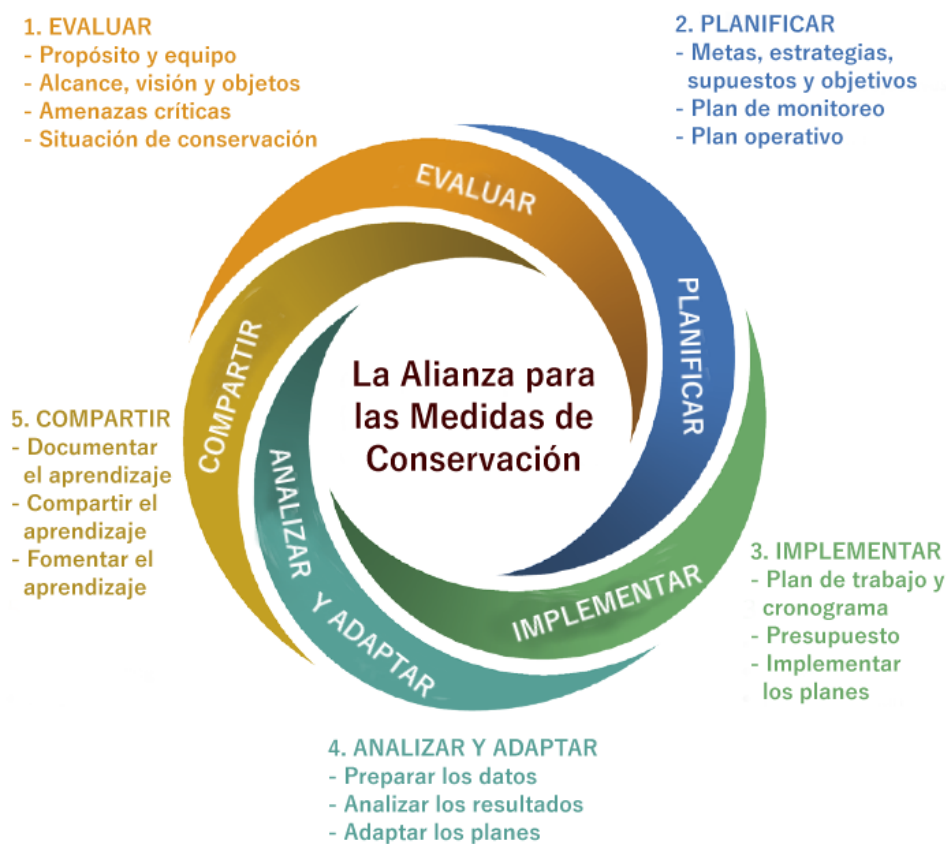 1. EVALUAR
- Propósito y equipo
- Alcance, visión y objetos
- Amenazas críticas
- Situación de conservación
2. PLANIFICAR
- Metas, estrategias,
supuestos y objetivos
- Plan de monitoreo
- Plan operativo
EVALUAR
PLANIFICAR
COMPARTIR
La Alianza para
las Medidas de
Conservación
ANALIZAR
Y ADAPTAR
IMPLEMENTAR
5. COMPARTIR
- Documentar
el aprendizaje
- Compartir el
aprendizaje
- Fomentar el
aprendizaje
3. IMPLEMENTAR
- Plan de trabajo y
cronograma
- Presupuesto
- Implementar
los planes
4. ANALIZAR Y ADAPTAR
- Preparar los datos
- Analizar los resultados
- Adaptar los planes